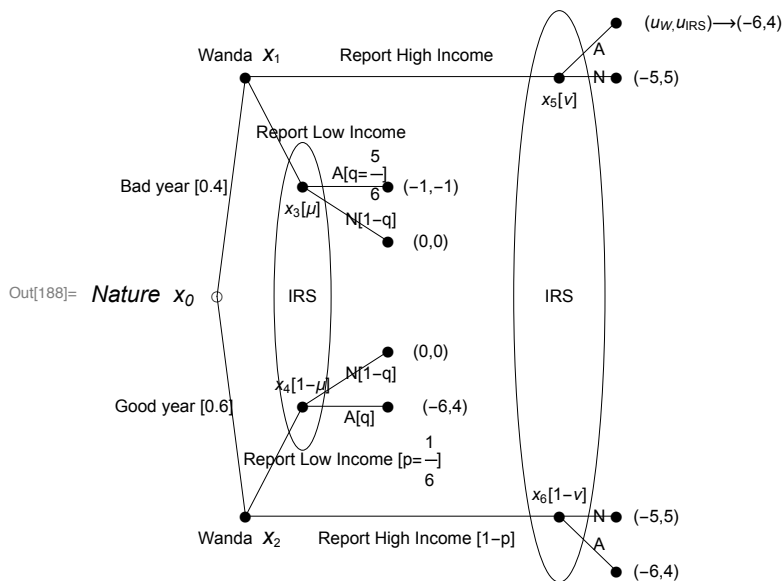 (u_W,u_IRS)→(−6,4)
A
Wanda x₁
Report High Income
N
(−5,5)
x₅[ν]
Report Low Income
A[q=5/6]
Bad year [0.4]
(−1,−1)
x₃[μ]
N[1−q]
(0,0)
Out[188]=
Nature x₀
IRS
IRS
(0,0)
x₄[1−μ]
N[1−q]
Good year [0.6]
(−6,4)
A[q]
Report Low Income [p=1/6]
x₆[1−ν]
N
(−5,5)
Wanda x₂
Report High Income [1−p]
A
(−6,4)